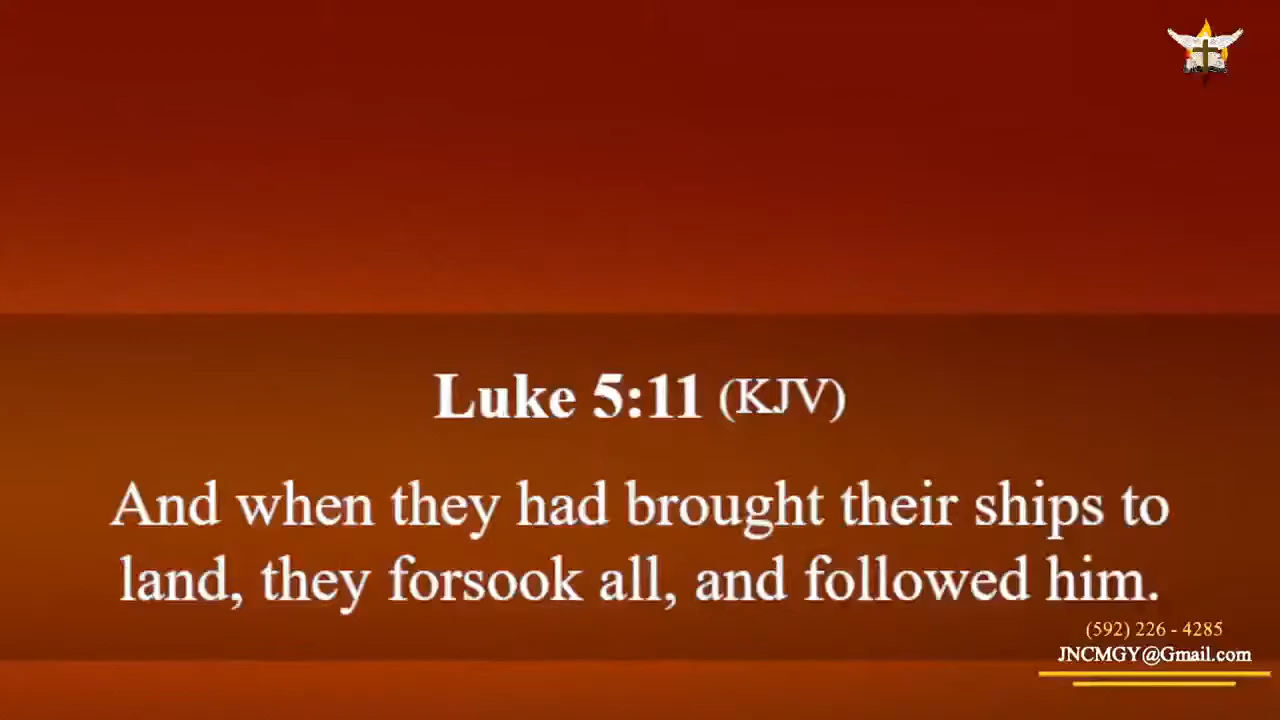 Luke 5:11 (KJV)
And when they had brought their ships to
land, they forsook all, and followed him.
(592) 226 - 4285
JNCMGY@Gmail.com